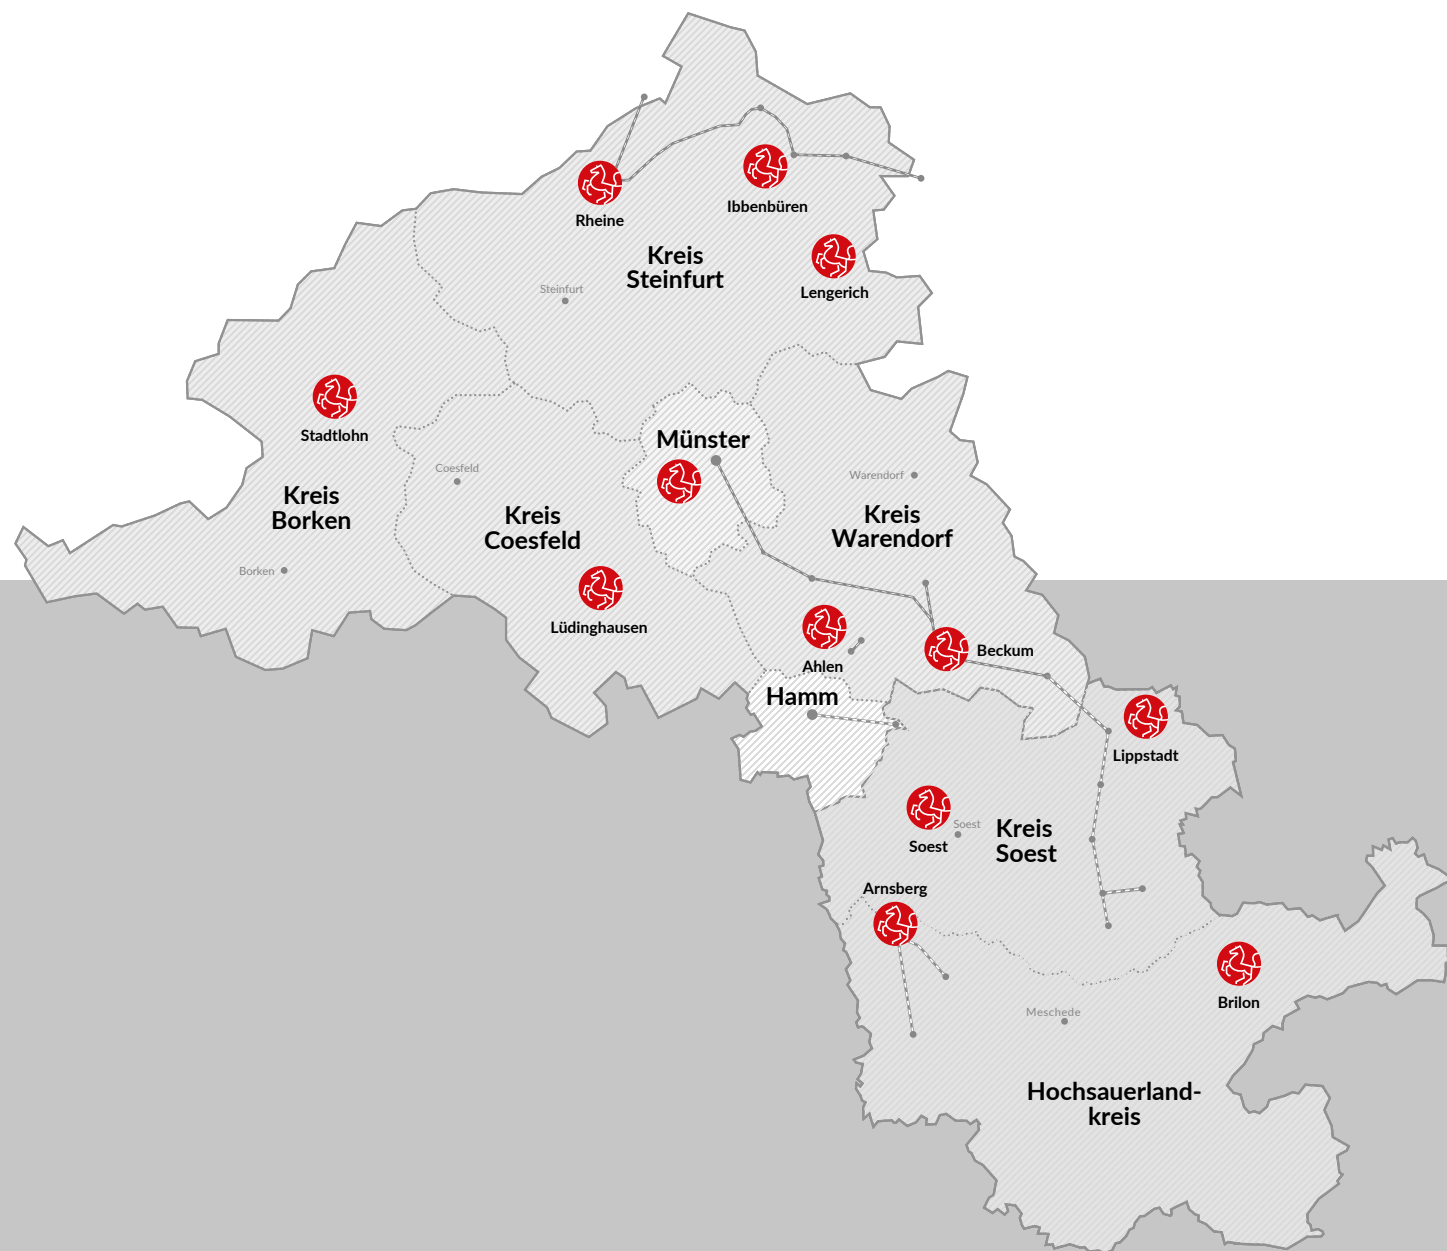 Rheine
Ibbenbüren
Kreis
Steinfurt
Lengerich
Steinfurt
Stadtlohn
Münster
Coesfeld
Warendorf
Kreis
Borken
Kreis
Coesfeld
Kreis
Warendorf
Borken
Lüdinghausen
Ahlen
Beckum
Hamm
Lippstadt
Soest
Kreis
Soest
Soest
Arnsberg
Brilon
Meschede
Hochsauerland-
kreis